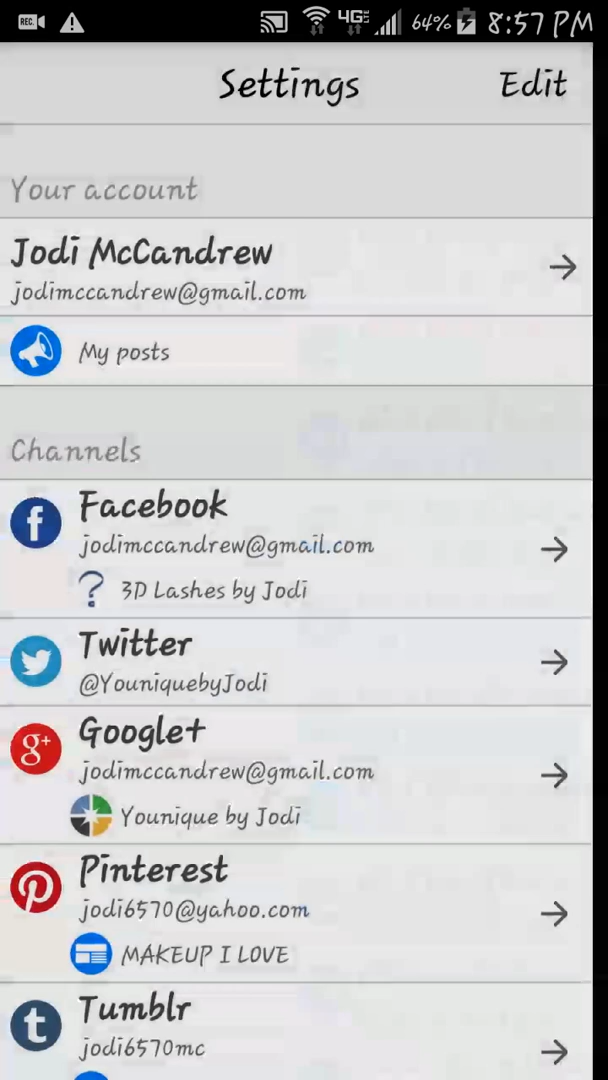 REC. 4G LTE 64% 8:57 PM
Settings Edit
Your account
Jodi McCandrew
jodimccandrew@gmail.com
My posts
Channels
Facebook
jodimccandrew@gmail.com
? 3D Lashes by Jodi
Twitter
@YouniquebyJodi
Google+
jodimccandrew@gmail.com
Younique by Jodi
Pinterest
jodi6570@yahoo.com
MAKEUP I LOVE
Tumblr
jodi6570mc